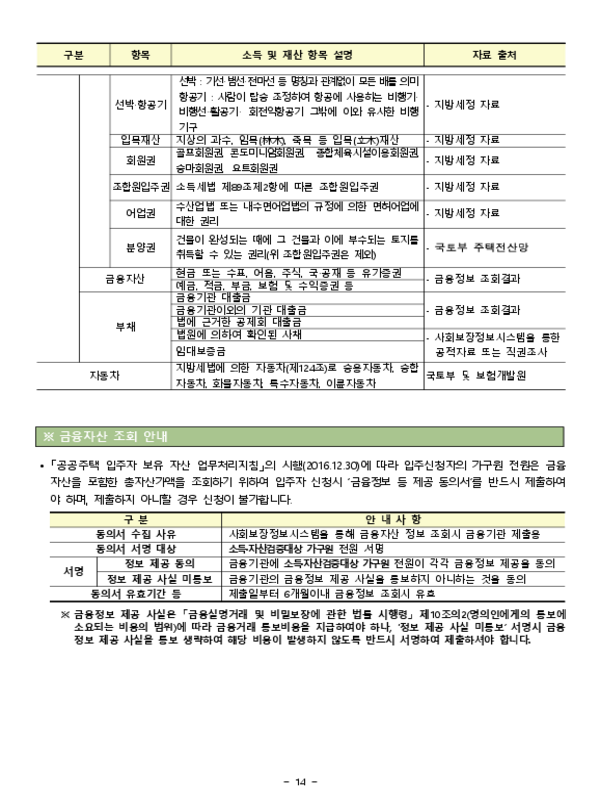 구분 항목 소득 및 재산 항목 설명 자료 출처
선박·항공기
선박 : 기선·범선·전마선 등 명칭과 관계없이 모든 배를 의미
항공기 : 사람이 탑승 조정하여 항공에 사용하는 비행기·
비행선·활공기· 회전익항공기 그밖에 이와 유사한 비행
기구
- 지방세정 자료
입목재산 지상의 과수, 임목(林木), 죽목 등 입목(立木)재산 - 지방세정 자료
회원권
골프회원권, 콘도미니엄회원권, 종합체육시설이용회원권,
승마회원권, 요트회원권
- 지방세정 자료
조합원입주권 소득세법 제89조제2항에 따른 조합원입주권 - 지방세정 자료
어업권
수산업법 또는 내수면어업법의 규정에 의한 면허어업에
대한 권리
- 지방세정 자료
분양권
건물이 완성되는 때에 그 건물과 이에 부수되는 토지를
취득할 수 있는 권리(위 조합원입주권은 제외)
- 국토부 주택전산망
금융자산
현금 또는 수표, 어음, 주식, 국·공채 등 유가증권
예금, 적금, 부금, 보험 및 수익증권 등
- 금융정보 조회결과
부채
금융기관 대출금
금융기관이외의 기관 대출금
법에 근거한 공제회 대출금
- 금융정보 조회결과
법원에 의하여 확인된 사채
임대보증금
- 사회보장정보시스템을 통한
공적자료 또는 직권조사
자동차
지방세법에 의한 자동차(제124조)로 승용자동차, 승합
자동차, 화물자동차, 특수자동차, 이륜자동차
국토부 및 보험개발원
※ 금융자산 조회 안내
• 「공공주택 입주자 보유 자산 업무처리지침」의 시행(2016.12.30)에 따라 입주신청자의 가구원 전원은 금융
자산을 포함한 총자산가액을 조회하기 위하여 입주자 신청시 '금융정보 등 제공 동의서'를 반드시 제출하여
야 하며, 제출하지 아니할 경우 신청이 불가합니다.
구 분 안 내 사 항
동의서 수집 사유 사회보장정보시스템을 통해 금융자산 정보 조회시 금융기관 제출용
동의서 서명 대상 소득·자산검증대상 가구원 전원 서명
서명
정보 제공 동의 금융기관에 소득·자산검증대상 가구원 전원이 각각 금융정보 제공을 동의
정보 제공 사실 미통보 금융기관의 금융정보 제공 사실을 통보하지 아니하는 것을 동의
동의서 유효기간 등 제출일부터 6개월이내 금융정보 조회시 유효
※ 금융정보 제공 사실은 「금융실명거래 및 비밀보장에 관한 법률 시행령」 제10조의2(명의인에게의 통보에
소요되는 비용의 범위)에 따라 금융거래 통보비용을 지급하여야 하나, '정보 제공 사실 미통보' 서명시 금융
정보 제공 사실을 통보 생략하여 해당 비용이 발생하지 않도록 반드시 서명하여 제출하셔야 합니다.
- 14 -